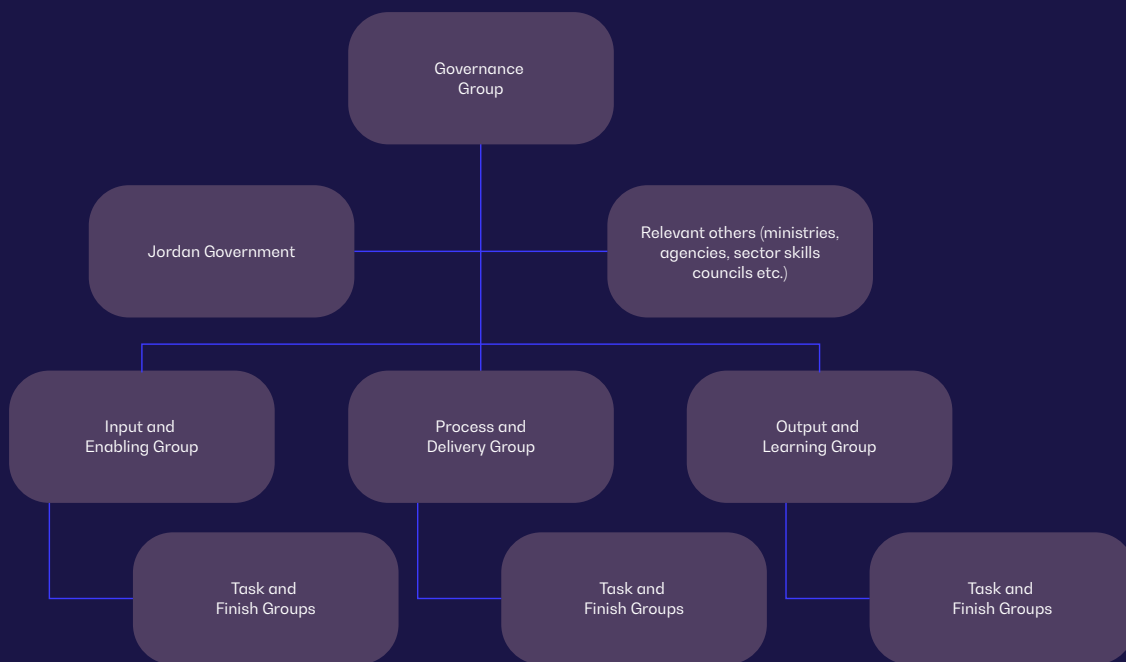 Governance
Group
Jordan Government
Relevant others (ministries,
agencies, sector skills
councils etc.)
Input and
Enabling Group
Process and
Delivery Group
Output and
Learning Group
Task and
Finish Groups
Task and
Finish Groups
Task and
Finish Groups